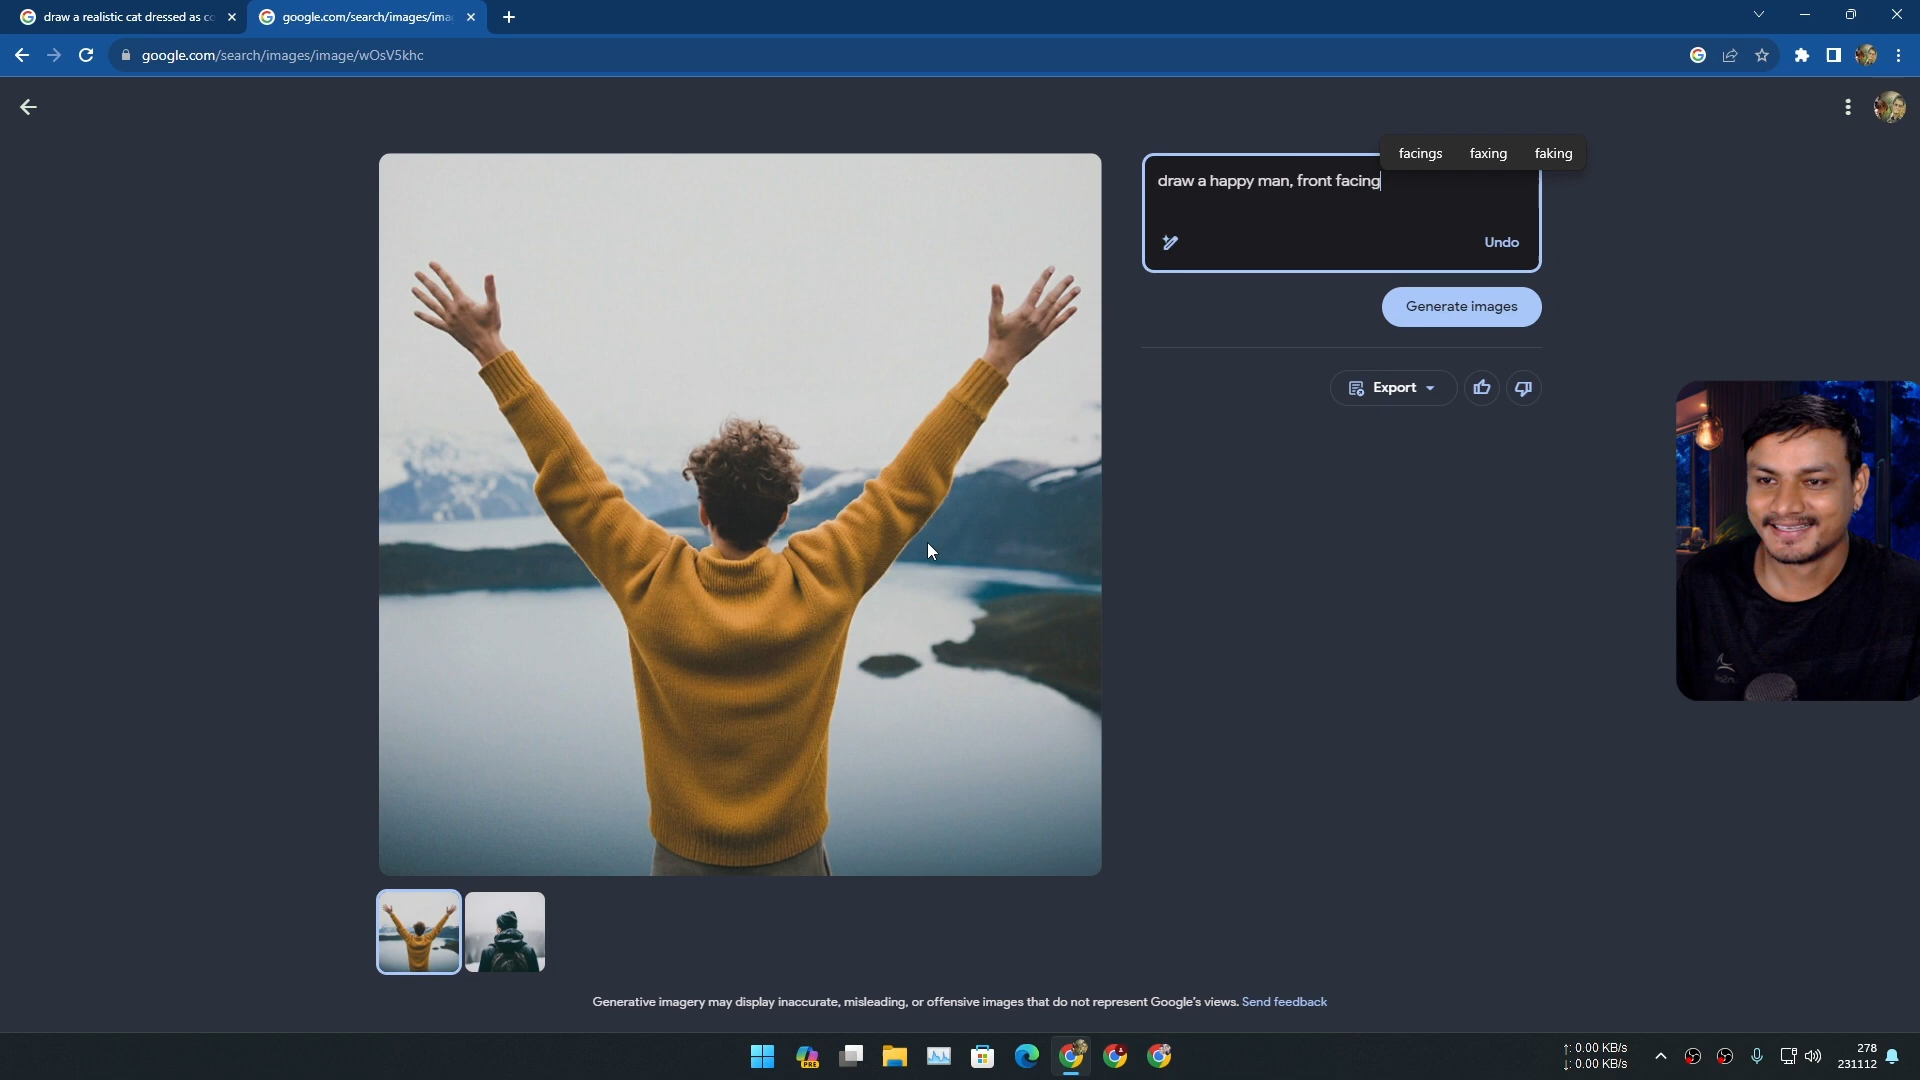 draw a realistic cat dressed as co
google.com/search/images/ima
google.com/search/images/image/wOsV5khc
facings faxing faking
draw a happy man, front facing
Undo
Generate images
Export
Generative imagery may display inaccurate, misleading, or offensive images that do not represent Google's views. Send feedback
PRE
↑: 0.00 KB/s
↓: 0.00 KB/s
278
231112